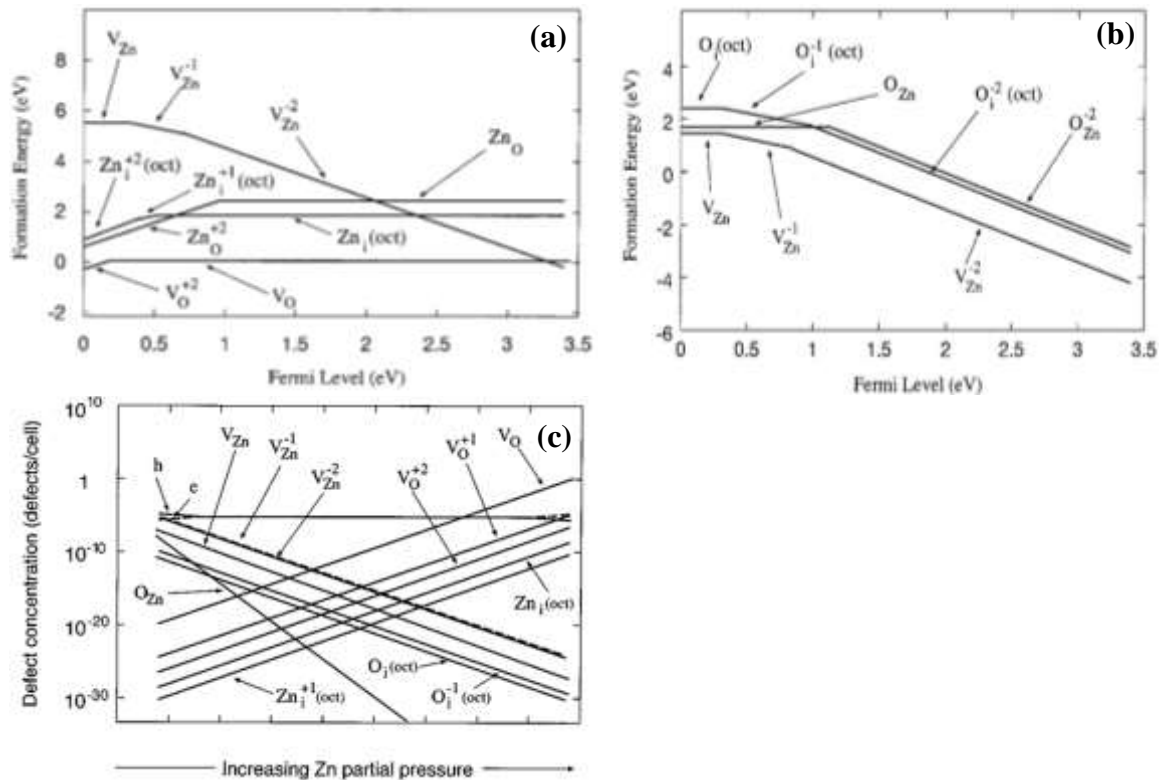 (a)
Formation Energy (eV)
8
6
4
2
0
-2
V_Zn
V_Zn^-1
V_Zn^-2
Zn_O
Zn_i^+2 (oct)
Zn_i^+1 (oct)
Zn_O^+2
Zn_i (oct)
V_O^+2
V_O
0 0.5 1 1.5 2 2.5 3 3.5
Fermi Level (eV)
(b)
Formation Energy (eV)
4
2
0
-2
-4
-6
O_i(oct)
O_i^-1 (oct)
O_Zn
O_i^-2 (oct)
O_Zn^-2
V_Zn
V_Zn^-1
V_Zn^-2
0 0.5 1 1.5 2 2.5 3 3.5
Fermi Level (eV)
(c)
Defect concentration (defects/cell)
10^10
1
10^-10
10^-20
10^-30
h
e
V_Zn
V_Zn^-1
V_Zn^-2
V_O^+2
V_O^+1
V_O
O_Zn
Zn_i (oct)
O_i (oct)
O_i^-1 (oct)
Zn_i^+1 (oct)
Increasing Zn partial pressure